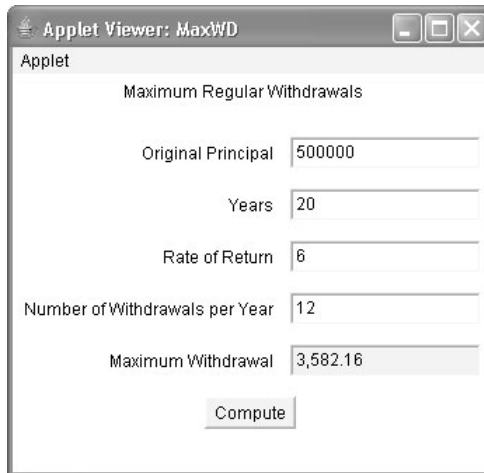 Applet Viewer: MaxWD
Applet
Maximum Regular Withdrawals
Original Principal 500000
Years 20
Rate of Return 6
Number of Withdrawals per Year 12
Maximum Withdrawal 3,582.16
Compute